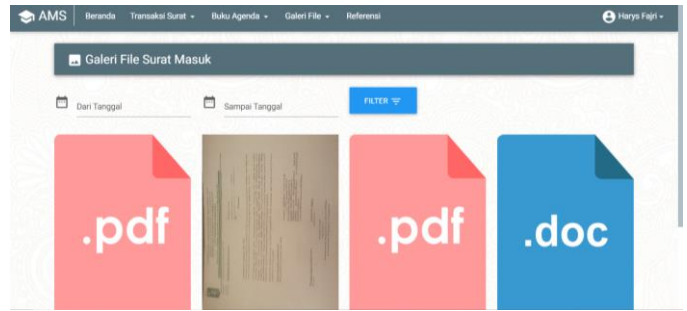 AMS Beranda Transaksi Surat Buku Agenda Galeri File Referensi Harys Fajri
Galeri File Surat Masuk
Dari Tanggal Sampai Tanggal FILTER
.pdf .pdf .doc